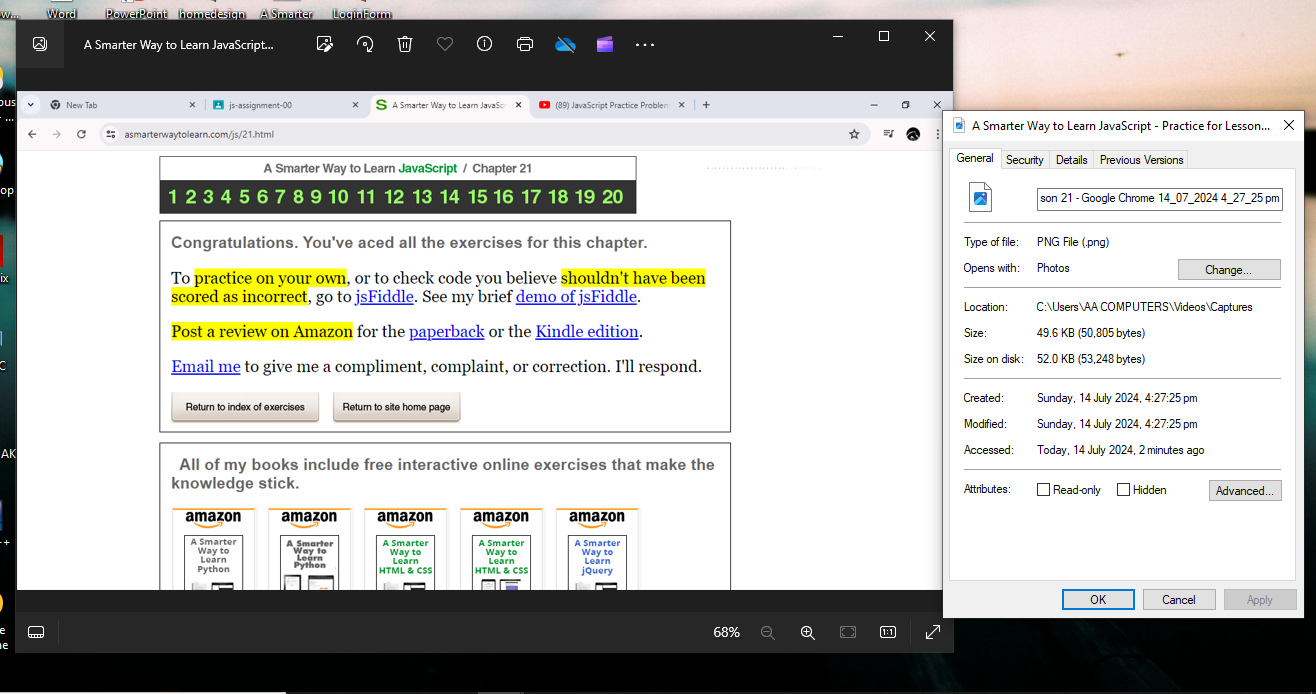 w...
Word
PowerPoint
homedesign
A Smarter
LoginForm
A Smarter Way to Learn JavaScript...
New Tab
js-assignment-00
A Smarter Way to Learn JavaSc
(89) JavaScript Practice Problem
asmarterwaytolearn.com/js/21.html
A Smarter Way to Learn JavaScript / Chapter 21
1 2 3 4 5 6 7 8 9 10 11 12 13 14 15 16 17 18 19 20
Congratulations. You've aced all the exercises for this chapter.
To practice on your own, or to check code you believe shouldn't have been
scored as incorrect, go to jsFiddle. See my brief demo of jsFiddle.
Post a review on Amazon for the paperback or the Kindle edition.
Email me to give me a compliment, complaint, or correction. I'll respond.
Return to index of exercises
Return to site home page
All of my books include free interactive online exercises that make the
knowledge stick.
amazon
A Smarter
Way to
Learn
Python
amazon
A Smarter
Way to
Learn
Python
amazon
A Smarter
Way to
Learn
HTML & CSS
amazon
A Smarter
Way to
Learn
HTML & CSS
amazon
A Smarter
Way to
Learn
jQuery
68%
1:1
A Smarter Way to Learn JavaScript - Practice for Lesson...
General
Security
Details
Previous Versions
son 21 - Google Chrome 14_07_2024 4_27_25 pm
Type of file: PNG File (.png)
Opens with: Photos
Change...
Location: C:\Users\AA COMPUTERS\Videos\Captures
Size: 49.6 KB (50,805 bytes)
Size on disk: 52.0 KB (53,248 bytes)
Created: Sunday, 14 July 2024, 4:27:25 pm
Modified: Sunday, 14 July 2024, 4:27:25 pm
Accessed: Today, 14 July 2024, 2 minutes ago
Attributes: Read-only Hidden
Advanced...
OK
Cancel
Apply
ous
...
op
ix
C
AK
++
e
ne